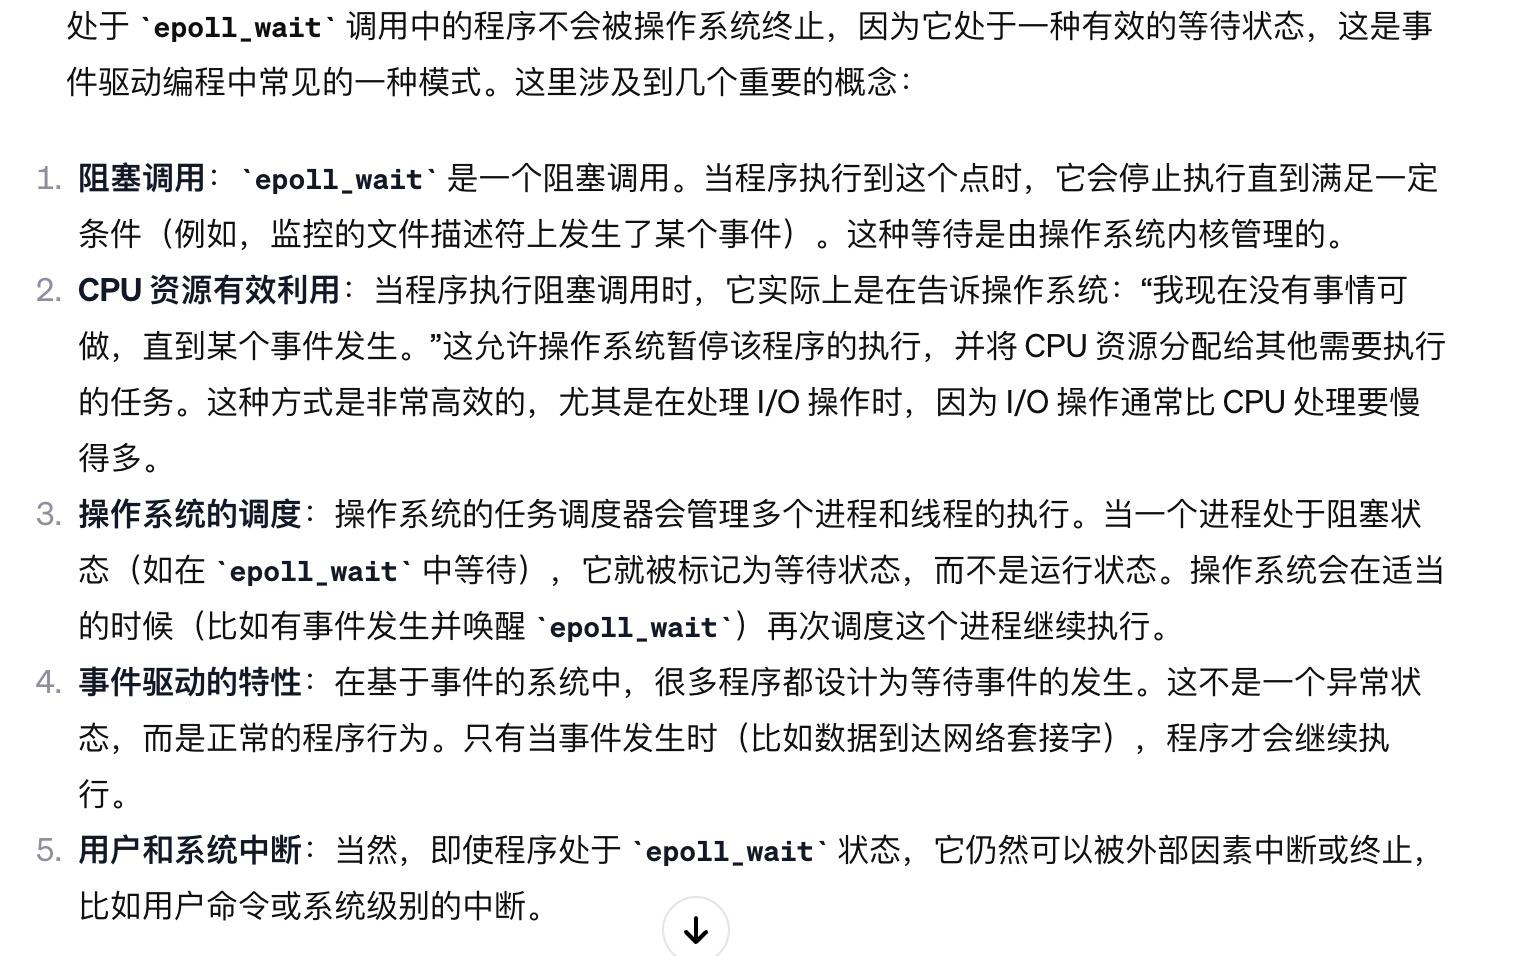 处于 `epoll_wait` 调用中的程序不会被操作系统终止，因为它处于一种有效的等待状态，这是事
件驱动编程中常见的一种模式。这里涉及到几个重要的概念：
1. 阻塞调用：`epoll_wait` 是一个阻塞调用。当程序执行到这个点时，它会停止执行直到满足一定
条件（例如，监控的文件描述符上发生了某个事件）。这种等待是由操作系统内核管理的。
2. CPU 资源有效利用：当程序执行阻塞调用时，它实际上是在告诉操作系统：“我现在没有事情可
做，直到某个事件发生。”这允许操作系统暂停该程序的执行，并将 CPU 资源分配给其他需要执行
的任务。这种方式是非常高效的，尤其是在处理 I/O 操作时，因为 I/O 操作通常比 CPU 处理要慢
得多。
3. 操作系统的调度：操作系统的任务调度器会管理多个进程和线程的执行。当一个进程处于阻塞状
态（如在 `epoll_wait` 中等待），它就被标记为等待状态，而不是运行状态。操作系统会在适当
的时候（比如有事件发生并唤醒 `epoll_wait`）再次调度这个进程继续执行。
4. 事件驱动的特性：在基于事件的系统中，很多程序都设计为等待事件的发生。这不是一个异常状
态，而是正常的程序行为。只有当事件发生时（比如数据到达网络套接字），程序才会继续执
行。
5. 用户和系统中断：当然，即使程序处于 `epoll_wait` 状态，它仍然可以被外部因素中断或终止，
比如用户命令或系统级别的中断。